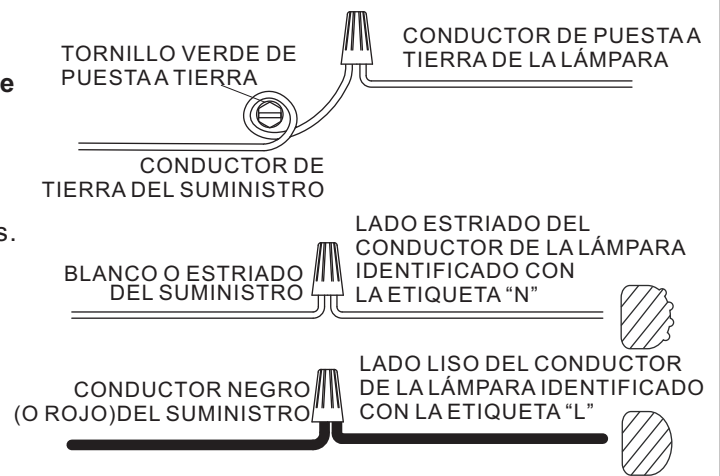 TORNILLO VERDE DE
PUESTA A TIERRA
CONDUCTOR DE PUESTA A
TIERRA DE LA LÁMPARA
e
CONDUCTOR DE
TIERRA DEL SUMINISTRO
s.
BLANCO O ESTRIADO
DEL SUMINISTRO
LADO ESTRIADO DEL
CONDUCTOR DE LA LÁMPARA
IDENTIFICADO CON
LA ETIQUETA “N”
CONDUCTOR NEGRO
(O ROJO)DEL SUMINISTRO
LADO LISO DEL CONDUCTOR
DE LA LÁMPARA IDENTIFICADO
CON LA ETIQUETA “L”